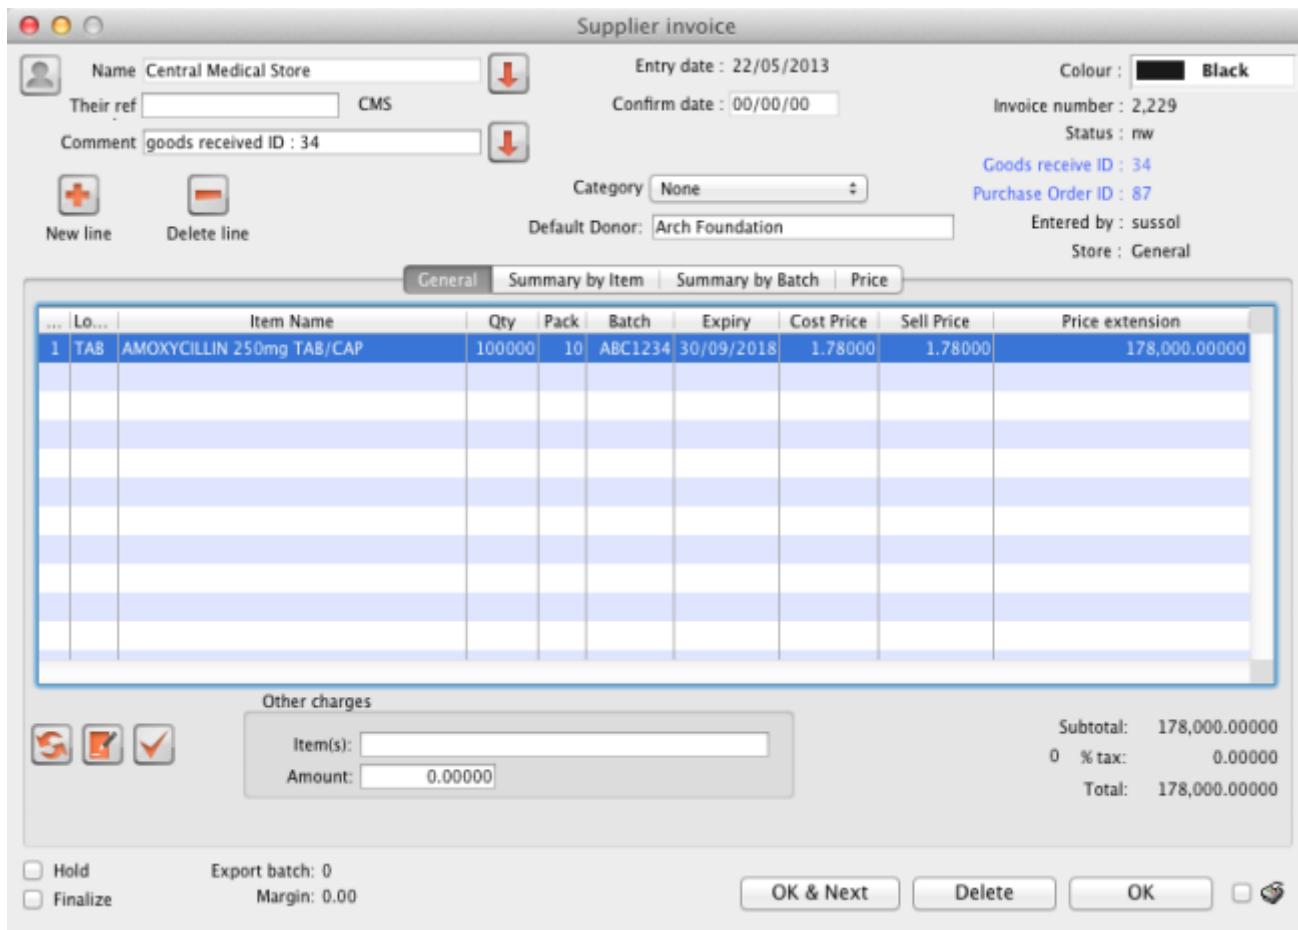 Supplier invoice
Name Central Medical Store
Entry date : 22/05/2013
Colour : Black
Their ref CMS
Confirm date : 00/00/00
Invoice number : 2,229
Comment goods received ID : 34
Status : nw
Goods receive ID : 34
Category None
Purchase Order ID : 87
New line Delete line
Default Donor: Arch Foundation
Entered by : sussol
Store : General
General Summary by Item Summary by Batch Price
... Lo... Item Name Qty Pack Batch Expiry Cost Price Sell Price Price extension
1 TAB AMOXYCILLIN 250mg TAB/CAP 100000 10 ABC1234 30/09/2018 1.78000 1.78000 178,000.00000
Other charges
Item(s):
Amount: 0.00000
Subtotal: 178,000.00000
0 % tax: 0.00000
Total: 178,000.00000
Hold Export batch: 0
Finalize Margin: 0.00
OK & Next Delete OK